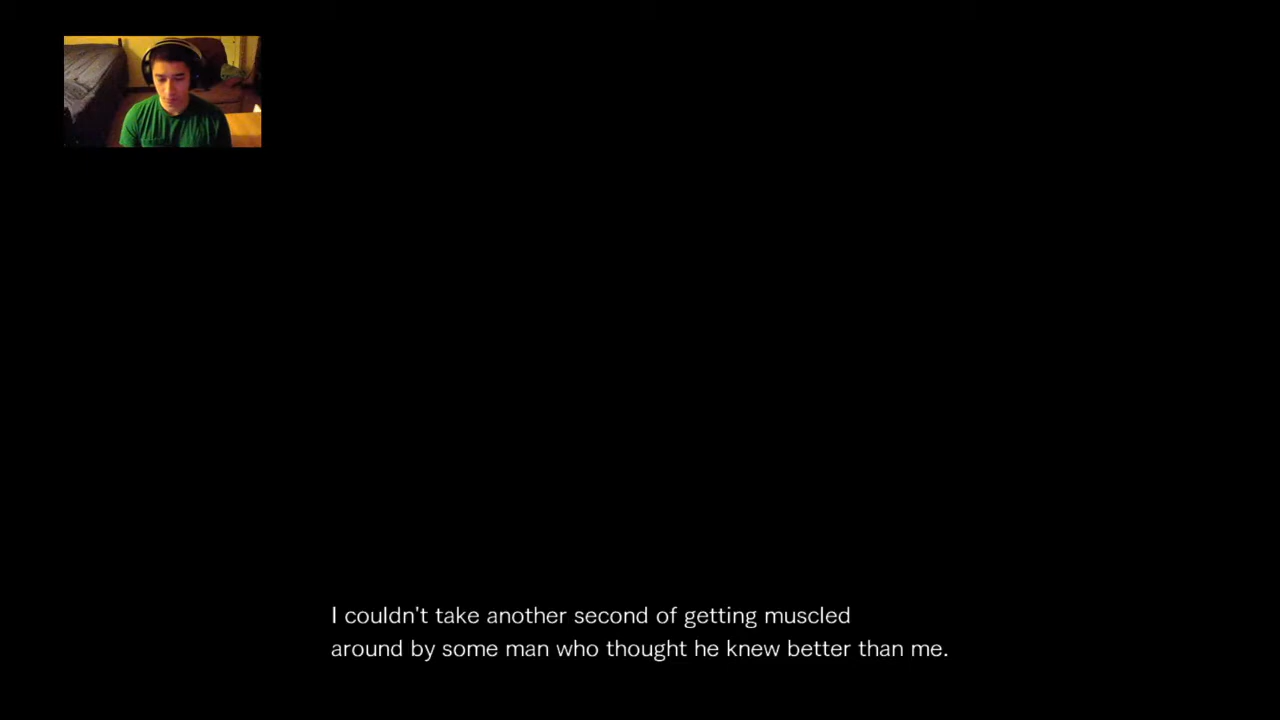 I couldn't take another second of getting muscled
around by some man who thought he knew better than me.